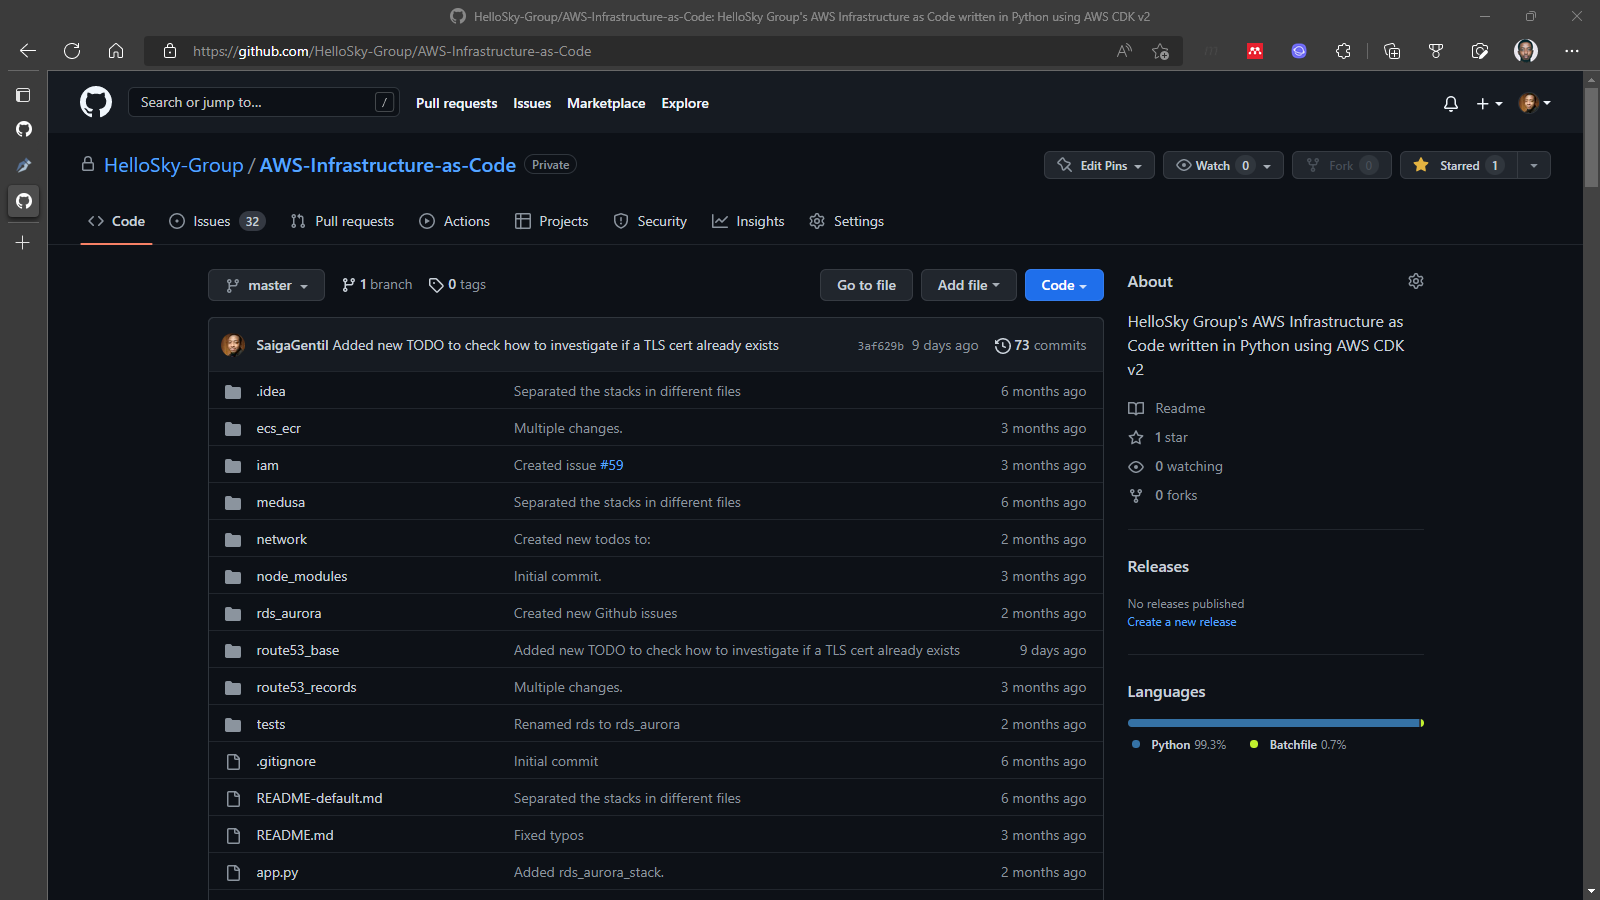 HelloSky-Group/AWS-Infrastructure-as-Code: HelloSky Group's AWS Infrastructure as Code written in Python using AWS CDK v2
https://github.com/HelloSky-Group/AWS-Infrastructure-as-Code
Search or jump to... / Pull requests Issues Marketplace Explore
HelloSky-Group / AWS-Infrastructure-as-Code Private Edit Pins Watch 0 Fork 0 Starred 1
Code Issues 32 Pull requests Actions Projects Security Insights Settings
master 1 branch 0 tags Go to file Add file Code
SaigaGentil Added new TODO to check how to investigate if a TLS cert already exists 3af629b 9 days ago 73 commits
.idea Separated the stacks in different files 6 months ago
ecs_ecr Multiple changes. 3 months ago
iam Created issue #59 3 months ago
medusa Separated the stacks in different files 6 months ago
network Created new todos to: 2 months ago
node_modules Initial commit. 3 months ago
rds_aurora Created new Github issues 2 months ago
route53_base Added new TODO to check how to investigate if a TLS cert already exists 9 days ago
route53_records Multiple changes. 3 months ago
tests Renamed rds to rds_aurora 2 months ago
.gitignore Initial commit 6 months ago
README-default.md Separated the stacks in different files 6 months ago
README.md Fixed typos 3 months ago
app.py Added rds_aurora_stack. 2 months ago
About
HelloSky Group's AWS Infrastructure as
Code written in Python using AWS CDK
v2
Readme
1 star
0 watching
0 forks
Releases
No releases published
Create a new release
Languages
Python 99.3% Batchfile 0.7%